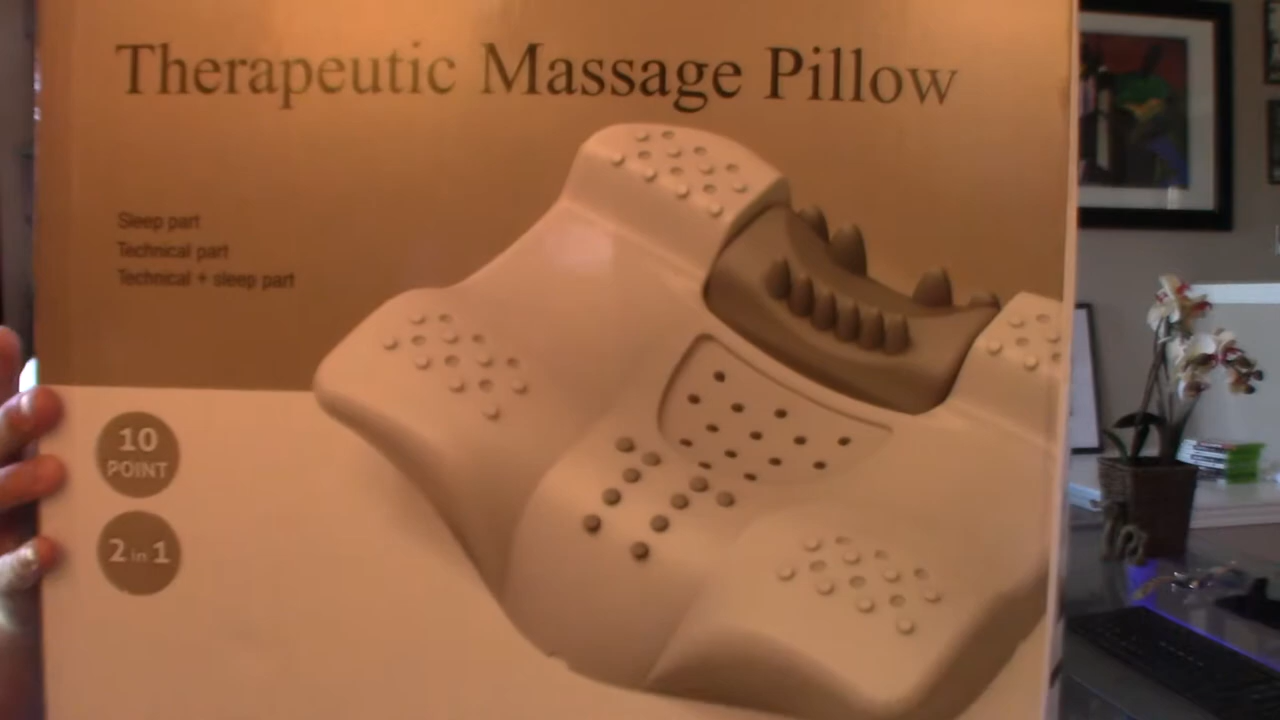 Therapeutic Massage Pillow
Sleep part
Technical part
Technical + sleep part
10
POINT
2 in 1